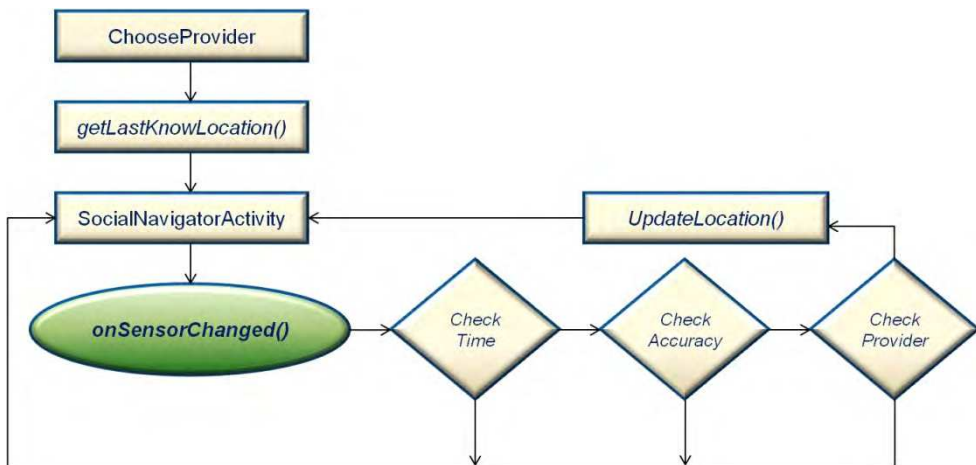 ChooseProvider
getLastKnowLocation()
SocialNavigatorActivity
UpdateLocation()
onSensorChanged()
Check
Time
Check
Accuracy
Check
Provider